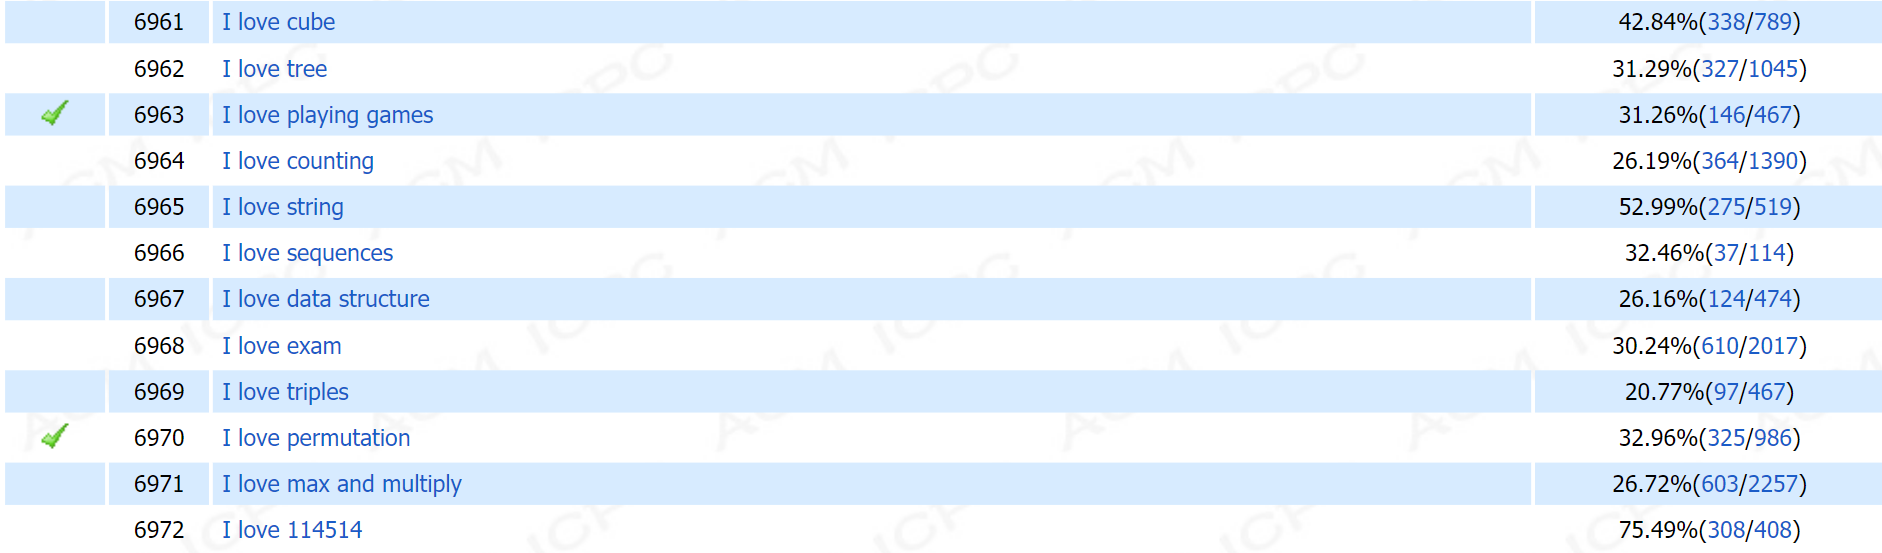 6961 I love cube 42.84%(338/789)
6962 I love tree 31.29%(327/1045)
6963 I love playing games 31.26%(146/467)
6964 I love counting 26.19%(364/1390)
6965 I love string 52.99%(275/519)
6966 I love sequences 32.46%(37/114)
6967 I love data structure 26.16%(124/474)
6968 I love exam 30.24%(610/2017)
6969 I love triples 20.77%(97/467)
6970 I love permutation 32.96%(325/986)
6971 I love max and multiply 26.72%(603/2257)
6972 I love 114514 75.49%(308/408)